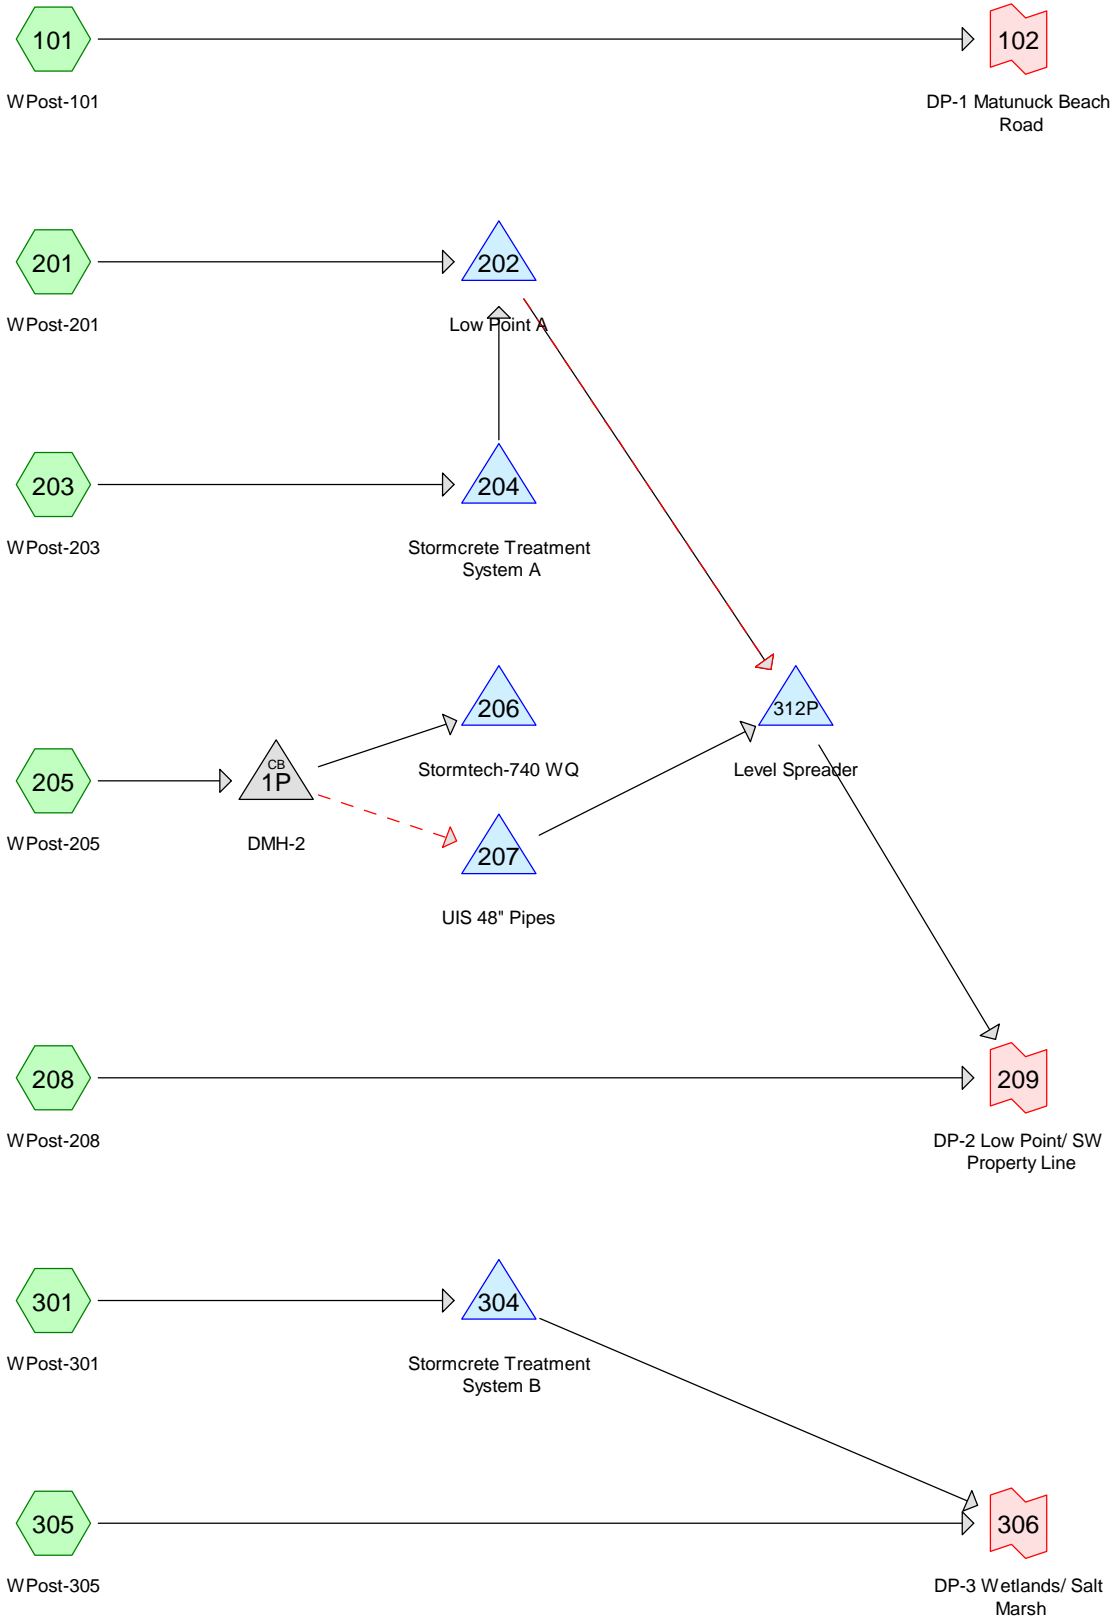 101
102
WPost-101
DP-1 Matunuck Beach
Road
201
202
WPost-201
Low Point A
203
204
WPost-203
Stormcrete Treatment
System A
206
312P
Stormtech-740 WQ
Level Spreader
205
CB
1P
WPost-205
DMH-2
207
UIS 48" Pipes
208
209
WPost-208
DP-2 Low Point/ SW
Property Line
301
304
WPost-301
Stormcrete Treatment
System B
305
306
WPost-305
DP-3 Wetlands/ Salt
Marsh